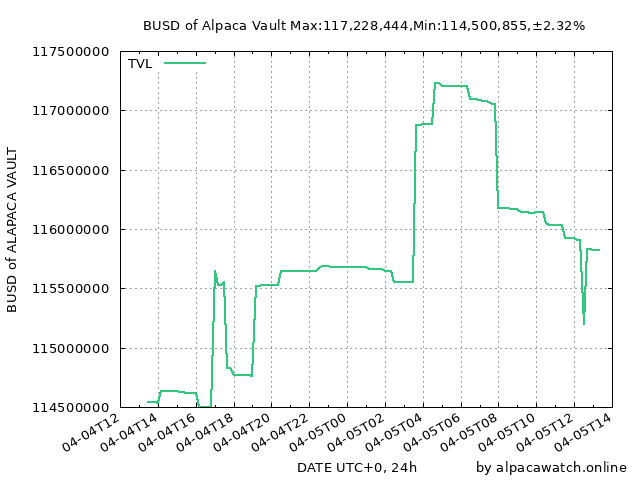 BUSD of Alpaca Vault Max:117,228,444,Min:114,500,855,±2.32%
TVL
117500000
117000000
116500000
116000000
115500000
115000000
114500000
BUSD of ALAPACA VAULT
04-04T12
04-04T14
04-04T16
04-04T18
04-04T20
04-04T22
04-05T00
04-05T02
04-05T04
04-05T06
04-05T08
04-05T10
04-05T12
04-05T14
DATE UTC+0, 24h
by alpacawatch.online